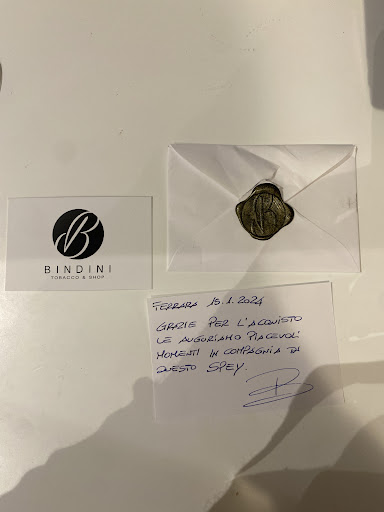 B
BINDINI
TOBACCO & SHOP
FERRARA 15.1.2024
GRAZIE PER L'ACQUISTO
LE AUGURIAMO PIACEVOLI
MOMENTI IN COMPAGNIA DI
QUESTO SPEY.
B